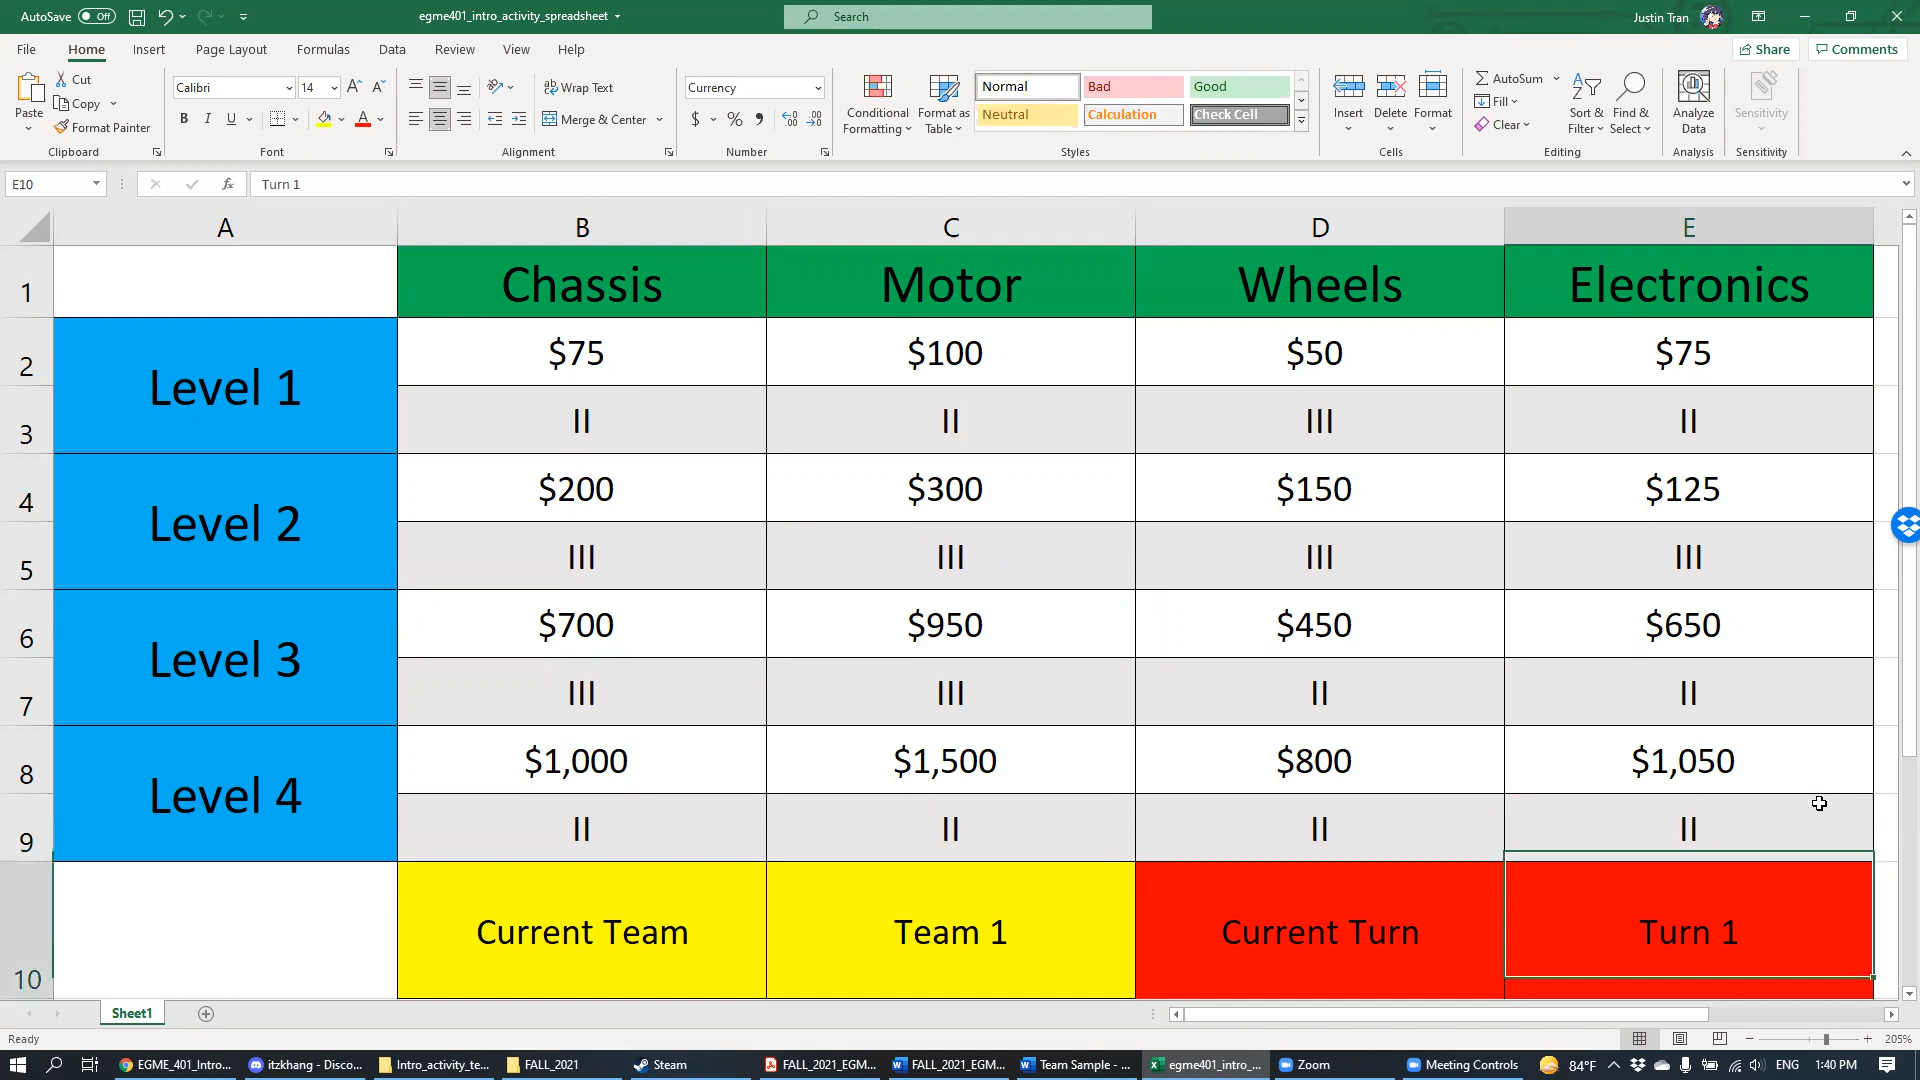 AutoSave Off egme401_intro_activity_spreadsheet Search Justin Tran
File Home Insert Page Layout Formulas Data Review View Help Share Comments
Paste Cut Copy Format Painter Clipboard
Calibri 14 B I U Font
Wrap Text Merge & Center Alignment
Currency $ % Number
Conditional Formatting Format as Table Normal Bad Good Neutral Calculation Check Cell Styles
Insert Delete Format Cells
AutoSum Fill Clear Sort & Filter Find & Select Editing
Analyze Data Analysis Sensitivity Sensitivity
E10 fx Turn 1
A B C D E
1 Chassis Motor Wheels Electronics
Level 1
2 $75 $100 $50 $75
3 II II III II
Level 2
4 $200 $300 $150 $125
5 III III III III
Level 3
6 $700 $950 $450 $650
7 III III II II
Level 4
8 $1,000 $1,500 $800 $1,050
9 II II II II
10 Current Team Team 1 Current Turn Turn 1
Sheet1
Ready 205%
EGME_401_Intro... itzkhang - Disco... Intro_activity_te... FALL_2021 Steam FALL_2021_EGM... FALL_2021_EGM... Team Sample - ... egme401_intro_... Zoom Meeting Controls 84°F ENG 1:40 PM